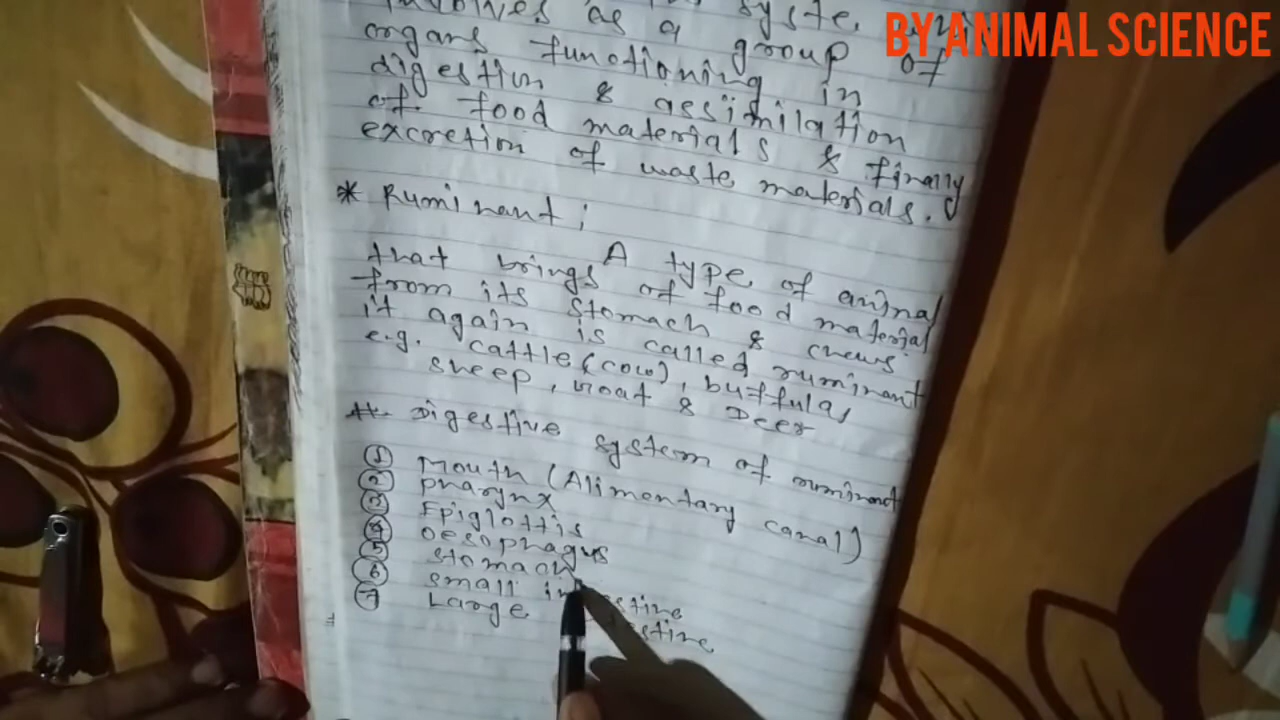 BY ANIMAL SCIENCE
involves as a syste
organs functioning group of
digestion & assimilation in
of food materials & finally
excretion of waste materials.
* Ruminant ;
A type of animal
that brings of food material
from its stomach & chews
it again is called ruminant
e.g. cattle (cow), buffula,
sheep, Goat & Deer
** Digestive system of ruminant
① Mouth (Alimentary canal)
② Pharynx
③ Epiglottis
④ Oesophagus
⑤ stomach
⑥ small intestine
⑦ Large intestine